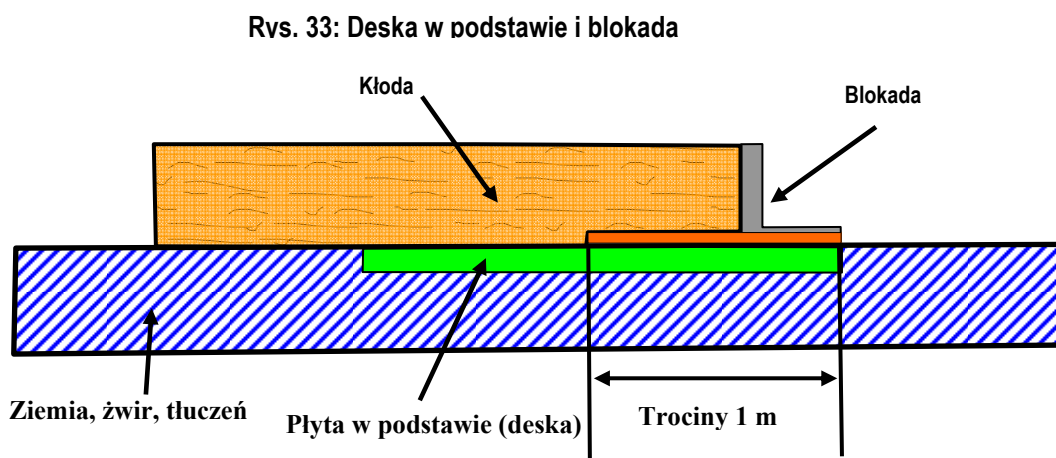 Rys. 33: Deska w podstawie i blokada
Kłoda
Blokada
Ziemia, żwir, tłuczeń
Płyta w podstawie (deska)
Trociny 1 m